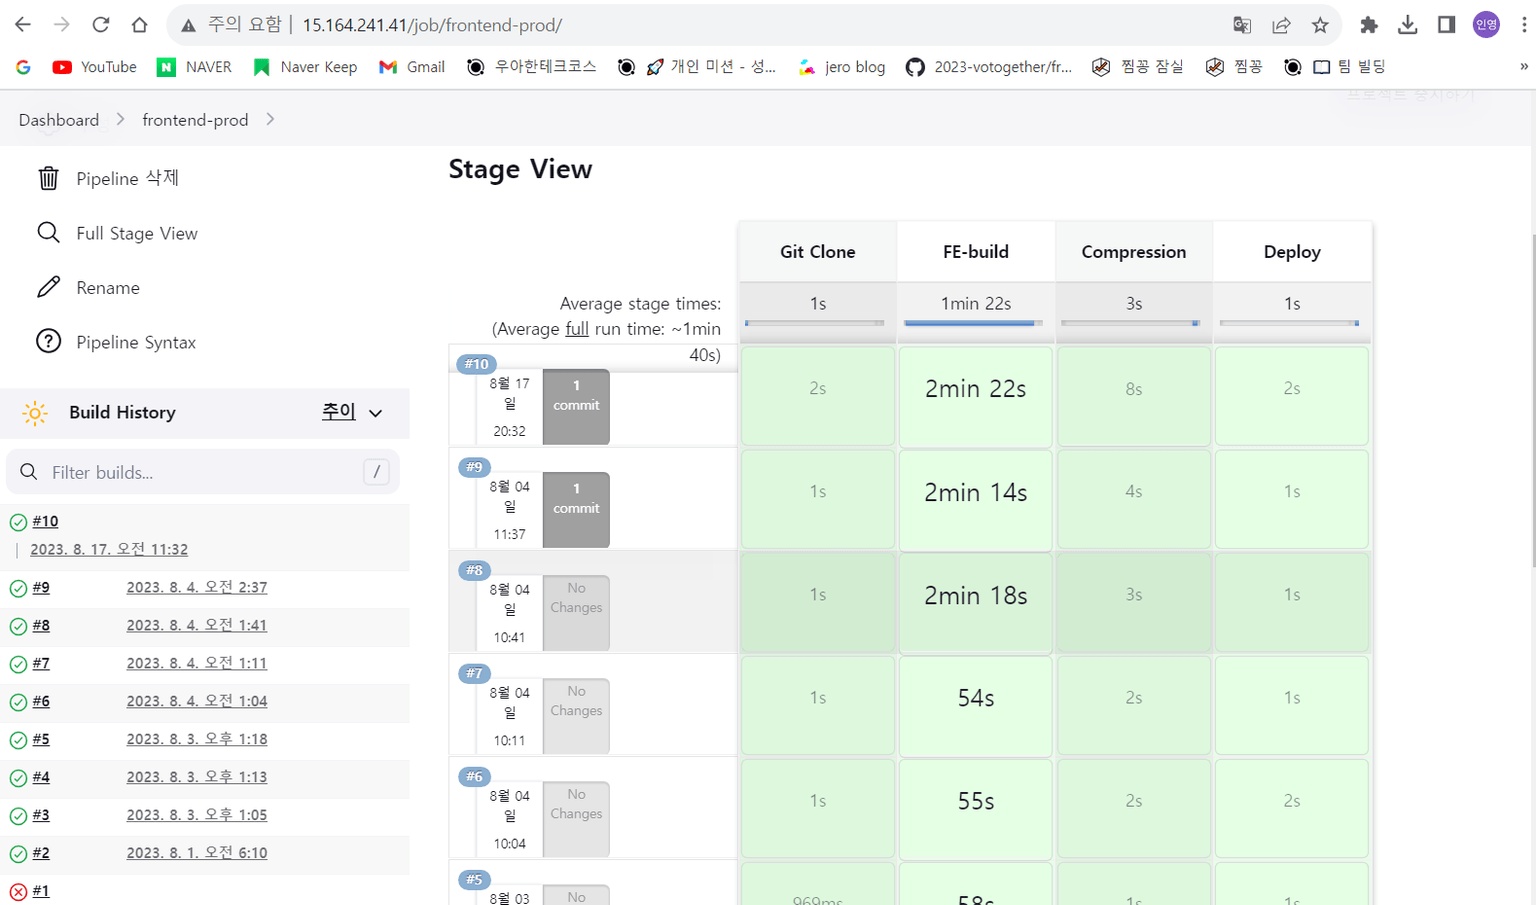 주의 요함 | 15.164.241.41/job/frontend-prod/
인영
YouTube NAVER Naver Keep Gmail 우아한테크코스 🚀 개인 미션 - 성... jero blog 2023-votogether/fr... 찜꽁 잠실 찜꽁 팀 빌딩 »
Dashboard frontend-prod
Pipeline 삭제
Full Stage View
Rename
Pipeline Syntax
Build History 추이
Filter builds... /
#10
2023. 8. 17. 오전 11:32
#9 2023. 8. 4. 오전 2:37
#8 2023. 8. 4. 오전 1:41
#7 2023. 8. 4. 오전 1:11
#6 2023. 8. 4. 오전 1:04
#5 2023. 8. 3. 오후 1:18
#4 2023. 8. 3. 오후 1:13
#3 2023. 8. 3. 오후 1:05
#2 2023. 8. 1. 오전 6:10
#1
Stage View
Git Clone FE-build Compression Deploy
Average stage times:
(Average full run time: ~1min
40s)
1s 1min 22s 3s 1s
#10
8월 17
일
20:32
1
commit
2s 2min 22s 8s 2s
#9
8월 04
일
11:37
1
commit
1s 2min 14s 4s 1s
#8
8월 04
일
10:41
No
Changes
1s 2min 18s 3s 1s
#7
8월 04
일
10:11
No
Changes
1s 54s 2s 1s
#6
8월 04
일
10:04
No
Changes
1s 55s 2s 2s
#5
8월 03
No
969ms 58s 1s 1s